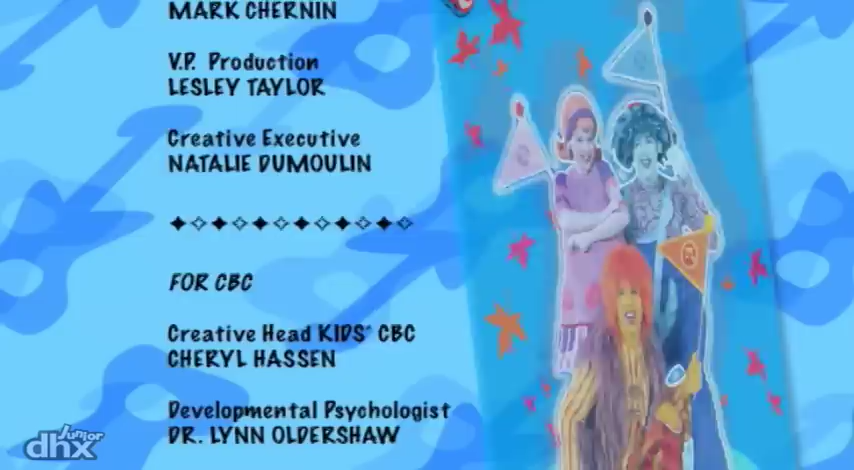 MARK CHERNIN
V.P. Production
LESLEY TAYLOR
Creative Executive
NATALIE DUMOULIN
FOR CBC
Creative Head KIDS' CBC
CHERYL HASSEN
Developmental Psychologist
DR. LYNN OLDERSHAW
dhx Junior